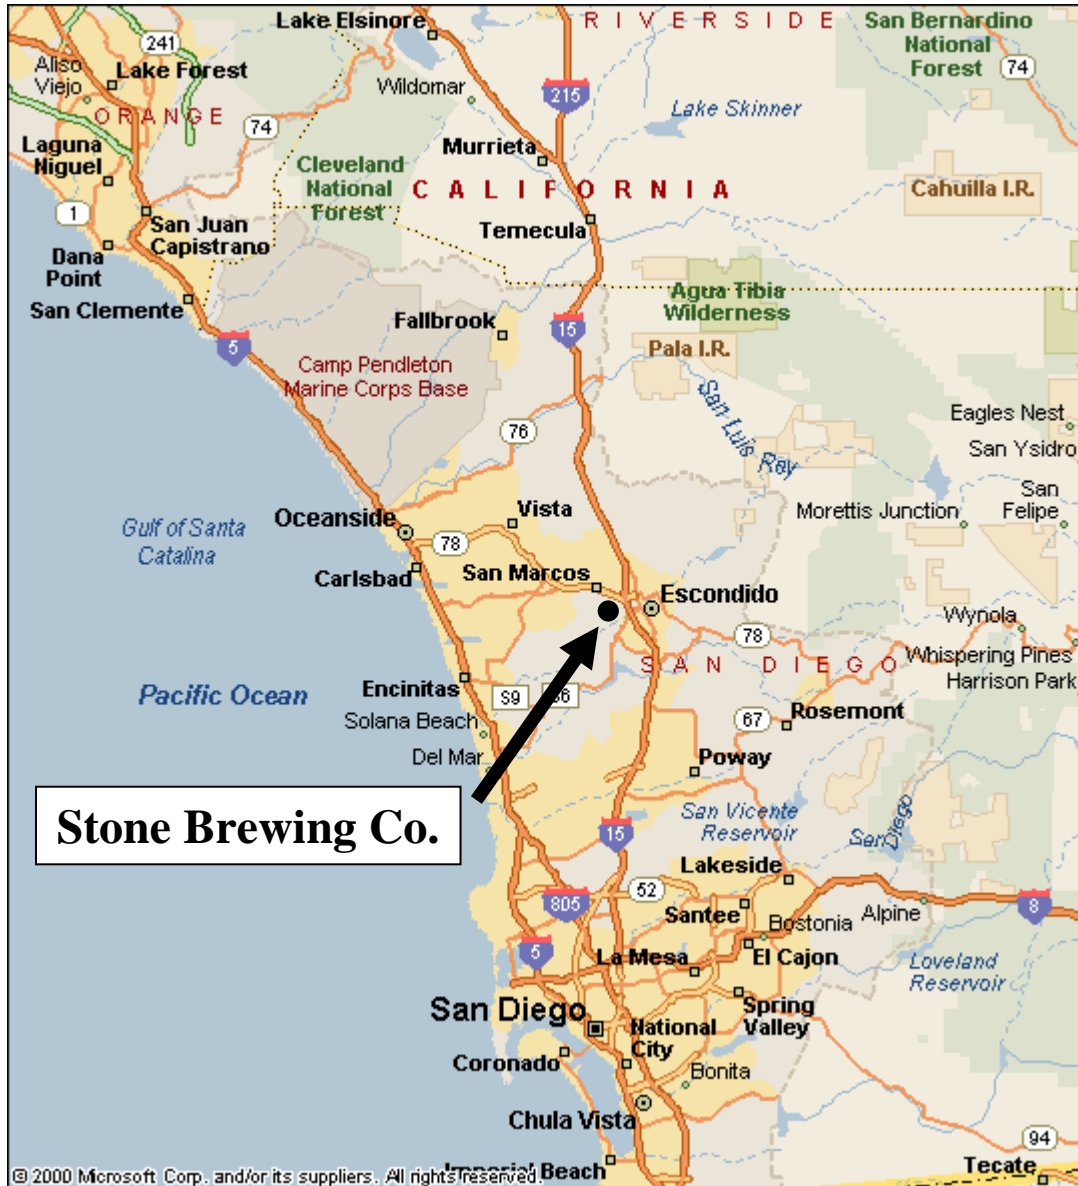 Lake Elsinore
RIVERSIDE
San Bernardino
National
Forest
74
241
Aliso
Viejo
Lake Forest
Wildomar
215
Lake Skinner
ORANGE
74
Laguna
Niguel
Murrieta
Cleveland
National
Forest
CALIFORNIA
Cahuilla I.R.
1
San Juan
Capistrano
Temecula
Dana
Point
San Clemente
Agua Tibia
Wilderness
Fallbrook
15
5
Pala I.R.
Camp Pendleton
Marine Corps Base
San Luis Rey
Eagles Nest
76
San Ysidro
San
Felipe
Morettis Junction
Vista
Oceanside
Gulf of Santa
Catalina
78
Carlsbad
San Marcos
Escondido
Wynola
78
Whispering Pines
SAN DIEGO
Harrison Park
Encinitas
Pacific Ocean
S9
Solana Beach
67
Rosemont
Del Mar
Poway
Stone Brewing Co.
San Vicente
Reservoir
San Diego
15
Lakeside
52
805
Santee
Alpine
8
Bostonia
5
La Mesa
El Cajon
Loveland
Reservoir
San Diego
Spring
Valley
National
City
Coronado
Bonita
Chula Vista
94
Imperial Beach
Tecate
© 2000 Microsoft Corp. and/or its suppliers. All rights reserved.